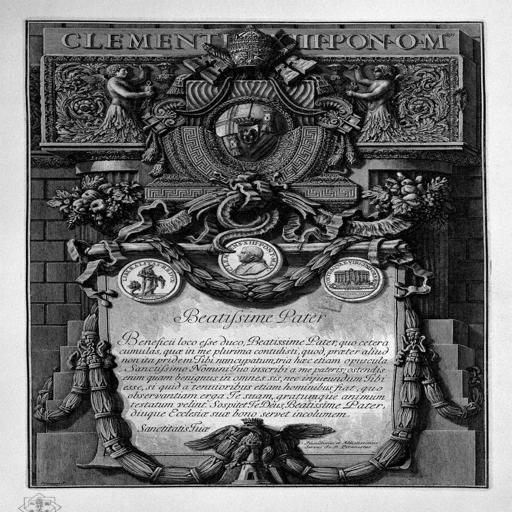 CLEMENTI XIII·PON·O·M
Beatissime Pater
Beneficii loco esse duco, Beatissime Pater, quo cetera
cumulas, quæ in me plurima contulisti, quod, præter aliud
non ita pridem Tibi nuncupatum, tria hæc etiam opuscula
Sanctissimo Nomini Tuo inscribi a me pateris; ostendis
enim quam benignus in omnes sis, nec injucundum Tibi
esse, si quid a tenuioribus etiam hominibus fiat, quo
observantiam erga Te suam, gratumque animum
testatum velint. Sospitet Te Deus, Beatissime Pater,
diuque Ecclesiæ suæ bono servet incolumem.
Sanctitatis Tuæ